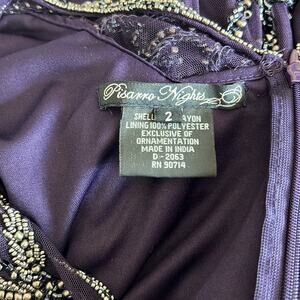 Pisarro Nights
SHELL 2 AYON
LINING 100% POLYESTER
EXCLUSIVE OF
ORNAMENTATION
MADE IN INDIA
D - 2063
RN 90714